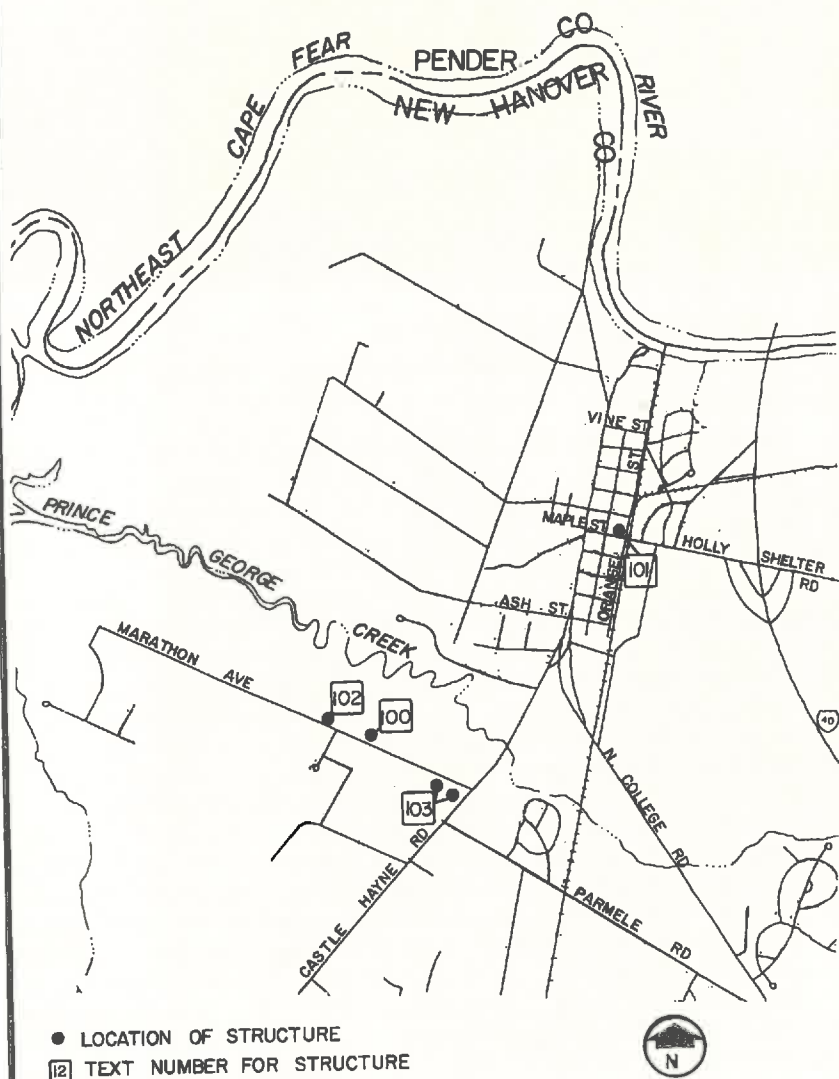 CO
FEAR
PENDER
CAPE
NEW HANOVER
RIVER
CO
NORTHEAST
VINE ST.
ST.
PRINCE
MAPLE ST.
HOLLY SHELTER
RD
GEORGE
101
ORANGE
ASH ST.
MARATHON AVE
CREEK
102
100
40
N COLLEGE RD
103
CASTLE HAYNE RD
PARMELE RD
LOCATION OF STRUCTURE
12 TEXT NUMBER FOR STRUCTURE
N